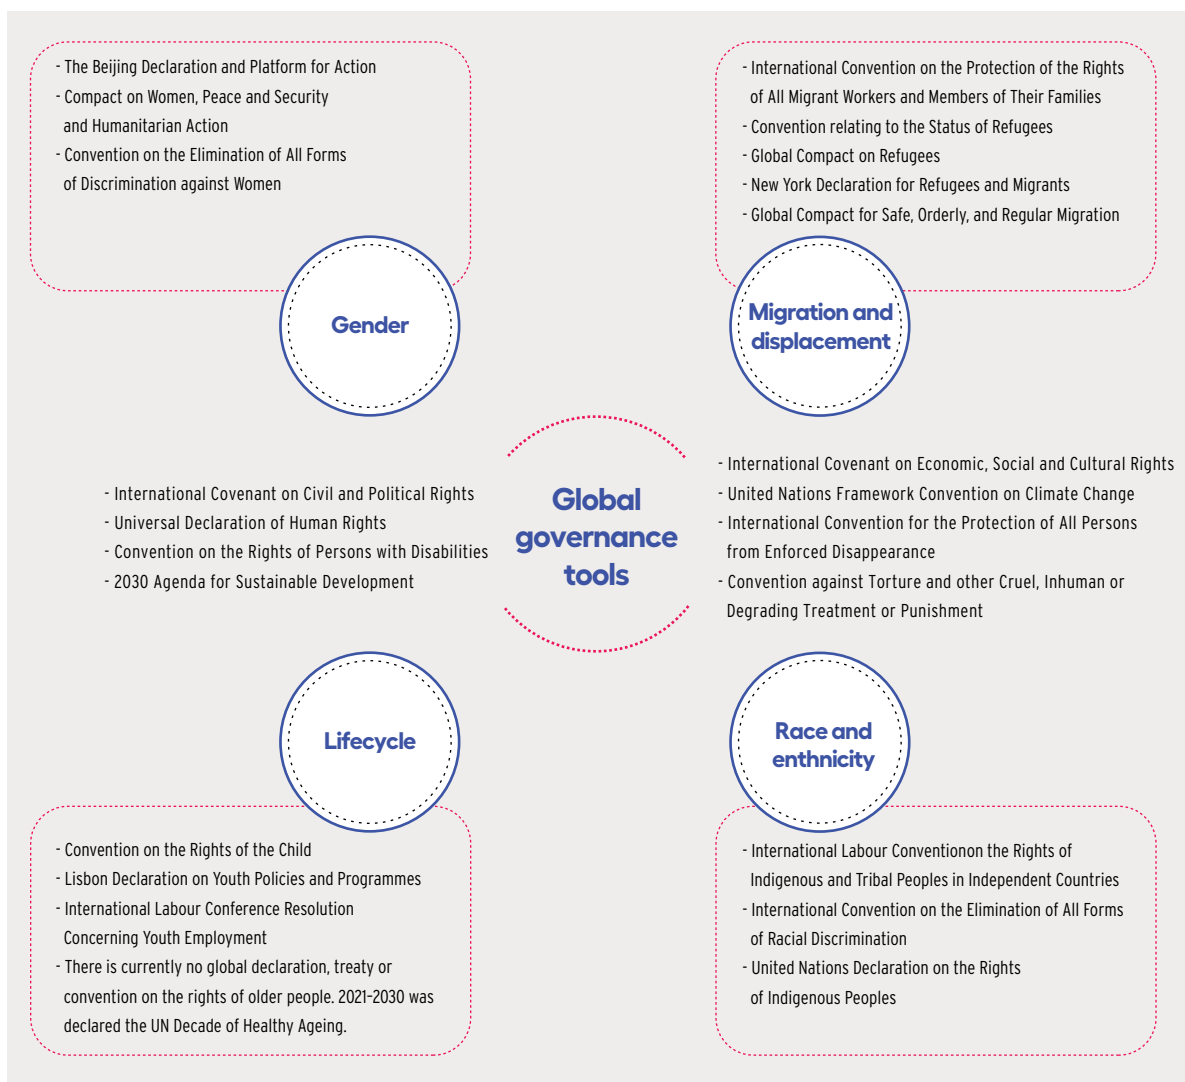 - The Beijing Declaration and Platform for Action
- Compact on Women, Peace and Security
and Humanitarian Action
- Convention on the Elimination of All Forms
of Discrimination against Women
Gender
- International Convention on the Protection of the Rights
of All Migrant Workers and Members of Their Families
- Convention relating to the Status of Refugees
- Global Compact on Refugees
- New York Declaration for Refugees and Migrants
- Global Compact for Safe, Orderly, and Regular Migration
Migration and
displacement
- International Covenant on Civil and Political Rights
- Universal Declaration of Human Rights
- Convention on the Rights of Persons with Disabilities
- 2030 Agenda for Sustainable Development
Global
governance
tools
- International Covenant on Economic, Social and Cultural Rights
- United Nations Framework Convention on Climate Change
- International Convention for the Protection of All Persons
from Enforced Disappearance
- Convention against Torture and other Cruel, Inhuman or
Degrading Treatment or Punishment
Lifecycle
- Convention on the Rights of the Child
- Lisbon Declaration on Youth Policies and Programmes
- International Labour Conference Resolution
Concerning Youth Employment
- There is currently no global declaration, treaty or
convention on the rights of older people. 2021-2030 was
declared the UN Decade of Healthy Ageing.
Race and
enthnicity
- International Labour Conventionon the Rights of
Indigenous and Tribal Peoples in Independent Countries
- International Convention on the Elimination of All Forms
of Racial Discrimination
- United Nations Declaration on the Rights
of Indigenous Peoples